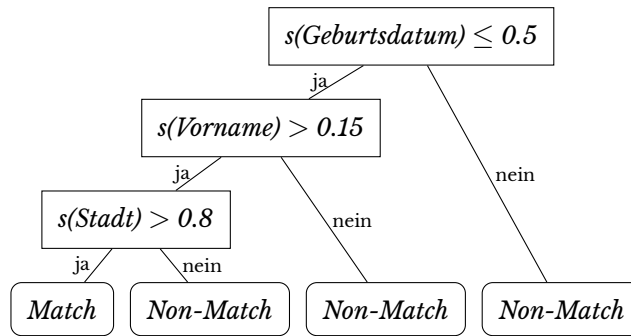 s(Geburtsdatum) ≤ 0.5
ja
s(Vorname) > 0.15
ja
nein
s(Stadt) > 0.8
nein
ja
nein
Match
Non-Match
Non-Match
Non-Match